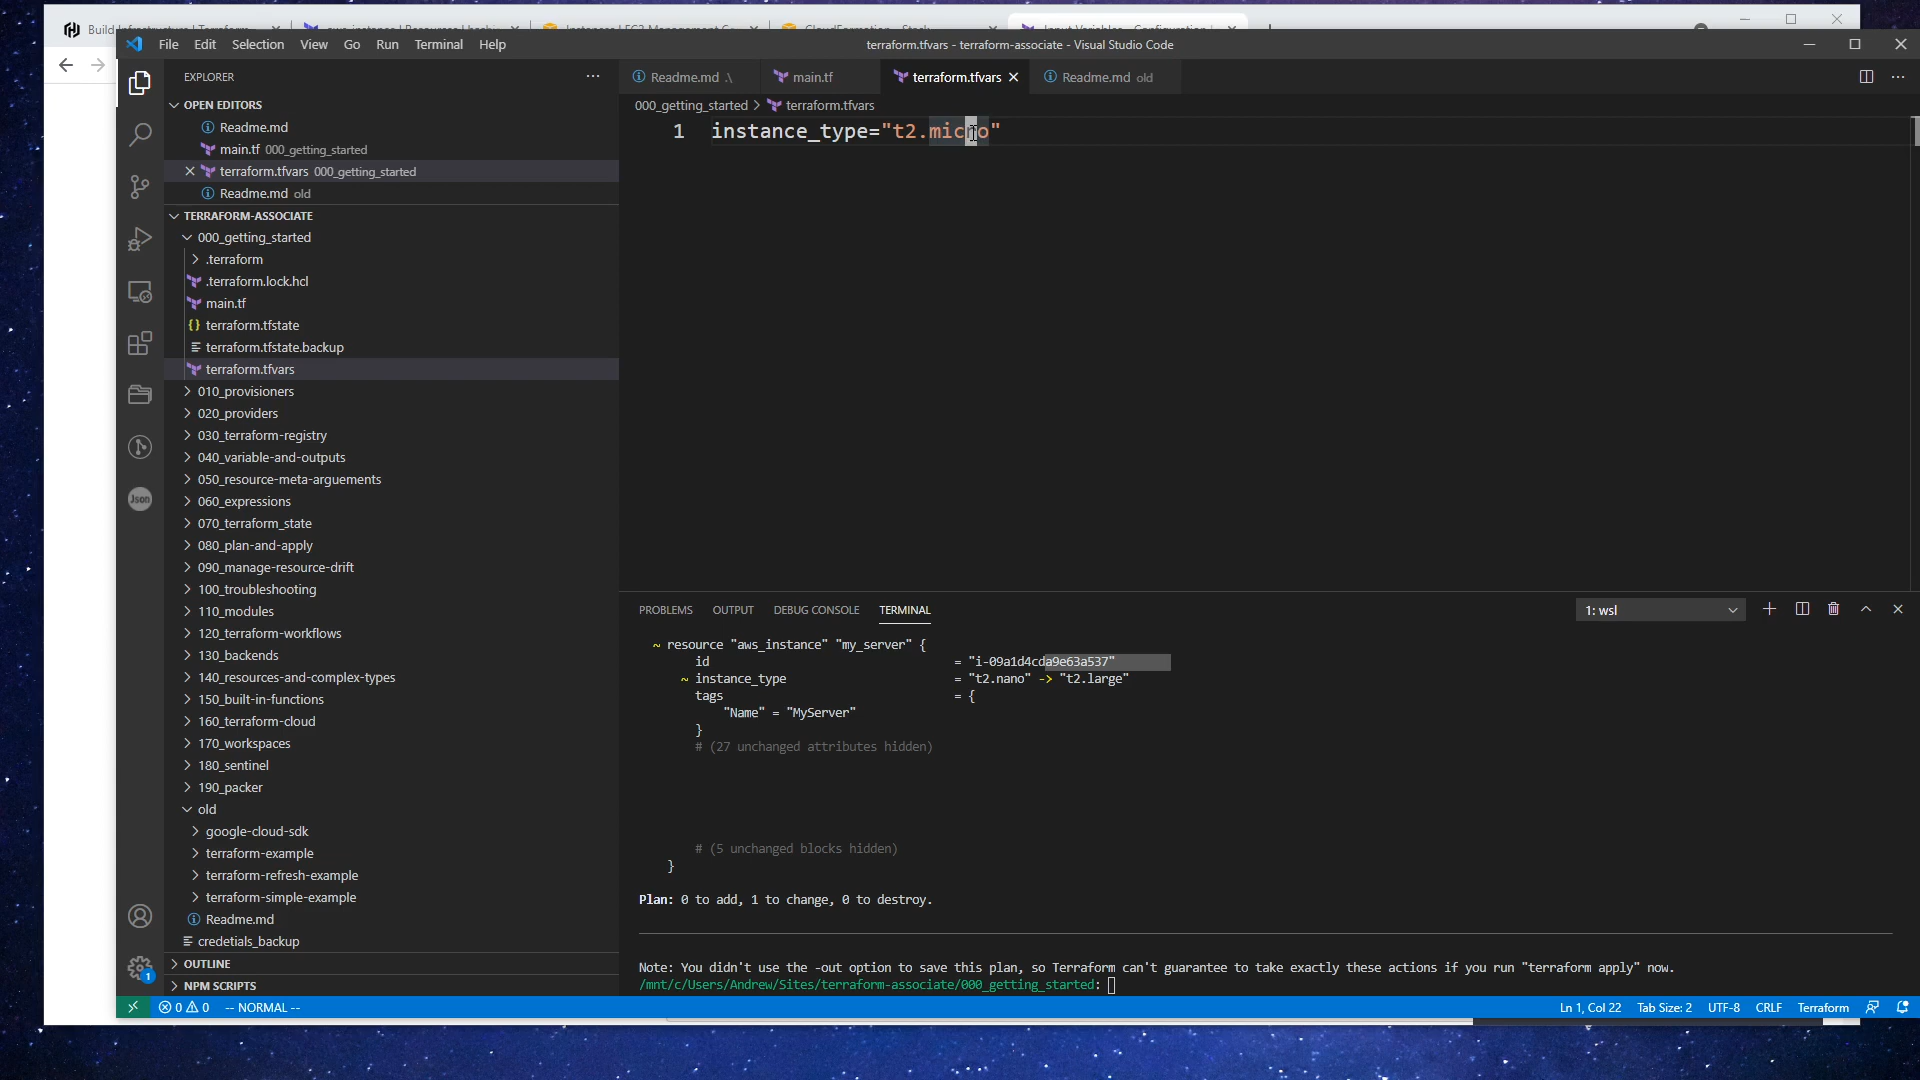 File Edit Selection View Go Run Terminal Help
terraform.tfvars - terraform-associate - Visual Studio Code
EXPLORER
OPEN EDITORS
Readme.md
main.tf 000_getting_started
terraform.tfvars 000_getting_started
Readme.md old
TERRAFORM-ASSOCIATE
000_getting_started
.terraform
.terraform.lock.hcl
main.tf
terraform.tfstate
terraform.tfstate.backup
terraform.tfvars
010_provisioners
020_providers
030_terraform-registry
040_variable-and-outputs
050_resource-meta-arguements
060_expressions
070_terraform_state
080_plan-and-apply
090_manage-resource-drift
100_troubleshooting
110_modules
120_terraform-workflows
130_backends
140_resources-and-complex-types
150_built-in-functions
160_terraform-cloud
170_workspaces
180_sentinel
190_packer
old
google-cloud-sdk
terraform-example
terraform-refresh-example
terraform-simple-example
Readme.md
credetials_backup
OUTLINE
NPM SCRIPTS
Json
1
Readme.md .\
main.tf
terraform.tfvars
Readme.md old
000_getting_started > terraform.tfvars
1 instance_type="t2.micro"
PROBLEMS OUTPUT DEBUG CONSOLE TERMINAL
1: wsl
~ resource "aws_instance" "my_server" {
id = "i-09a1d4cda9e63a537"
~ instance_type = "t2.nano" -> "t2.large"
tags = {
"Name" = "MyServer"
}
# (27 unchanged attributes hidden)
# (5 unchanged blocks hidden)
}
Plan: 0 to add, 1 to change, 0 to destroy.
Note: You didn't use the -out option to save this plan, so Terraform can't guarantee to take exactly these actions if you run "terraform apply" now.
/mnt/c/Users/Andrew/Sites/terraform-associate/000_getting_started:
0 0 -- NORMAL --
Ln 1, Col 22 Tab Size: 2 UTF-8 CRLF Terraform